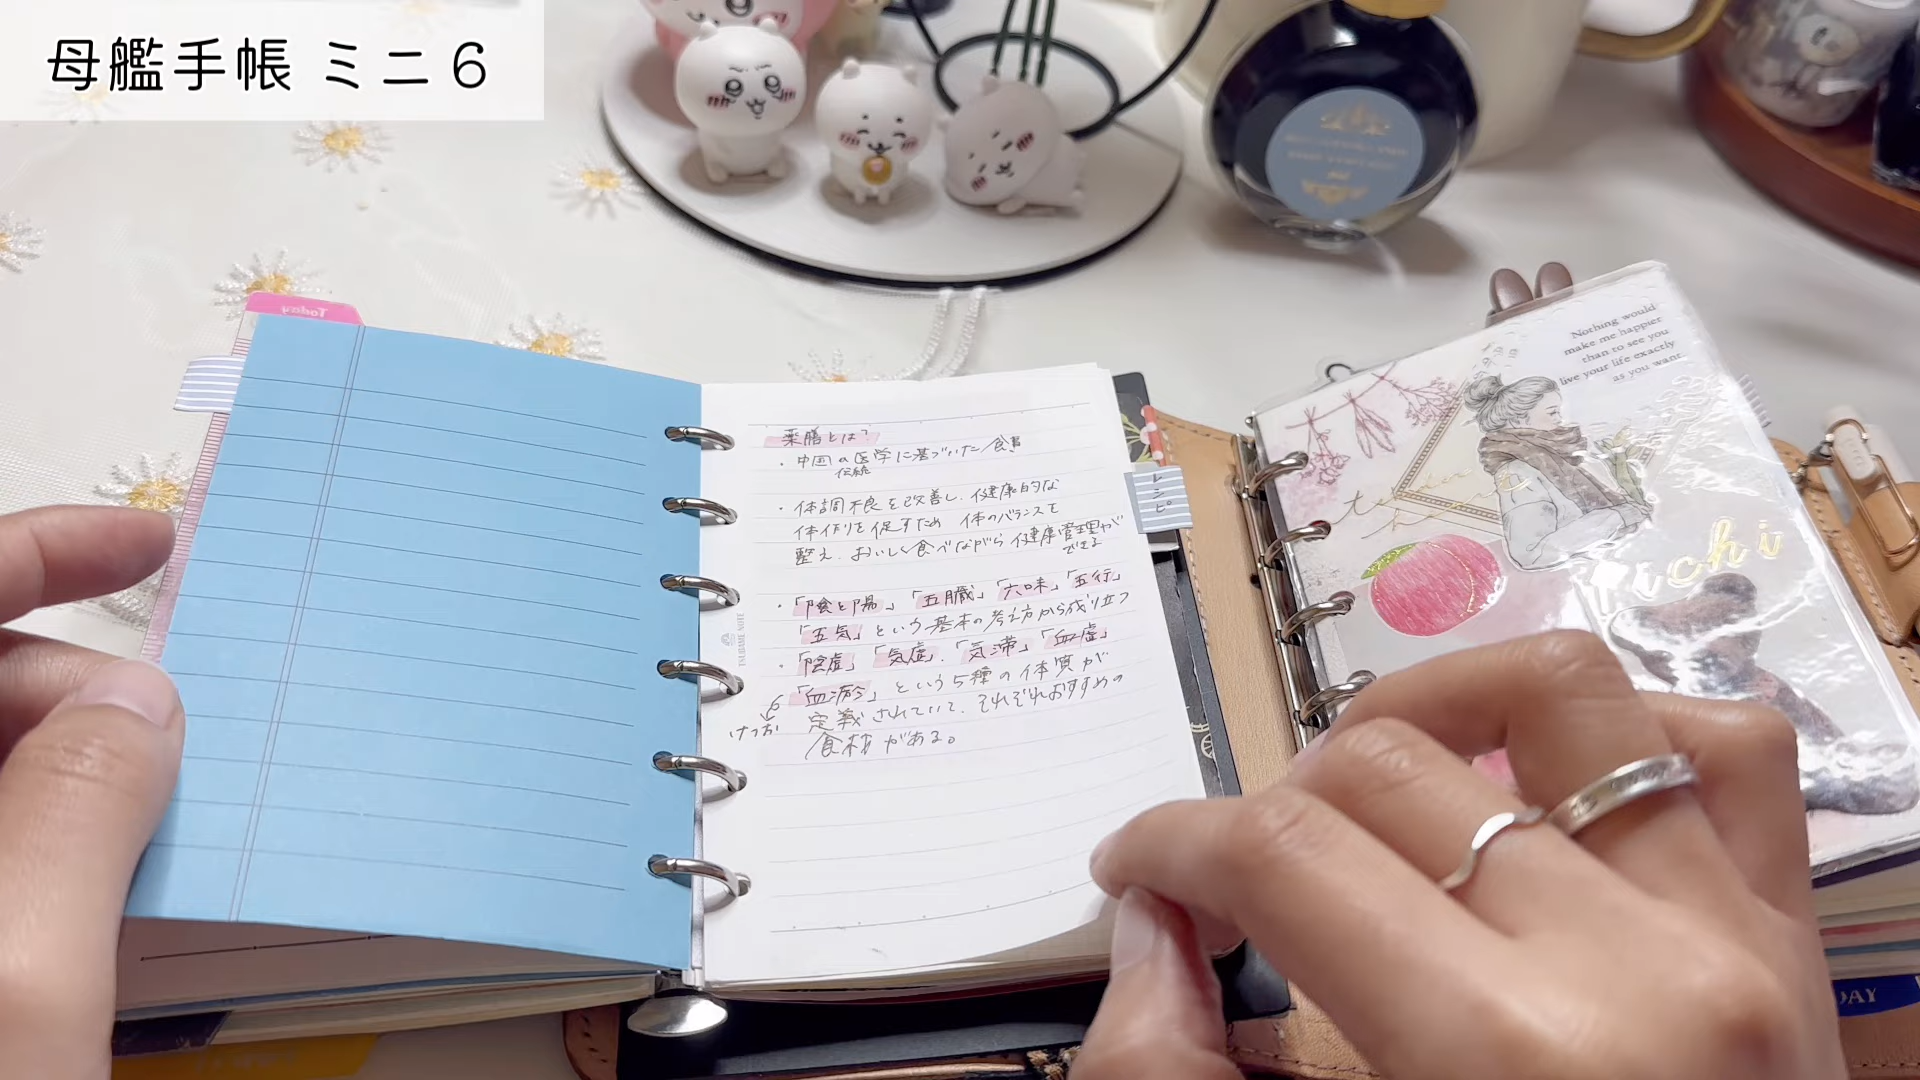 母艦手帳 ミニ6
Today
薬膳とは?
・中国の医学に基づいた食事
伝統
・体調不良を改善し、健康的な
体作りを促すため 体のバランスを
整え、おいしく食べながら健康管理が
できる
・「陰と陽」「五臓」「六味」「五行」
「五気」という基本の考え方から成り立つ
・「陰虚」「気虚」「気滞」「血虚」
「血瘀」という5種の体質が
けつお
定義されていて、それぞれおすすめの
食材がある。
TSUBAME NOTE
レシピ
Nothing would
make me happier
than to see you
live your life exactly
as you want
Tichi
DAY